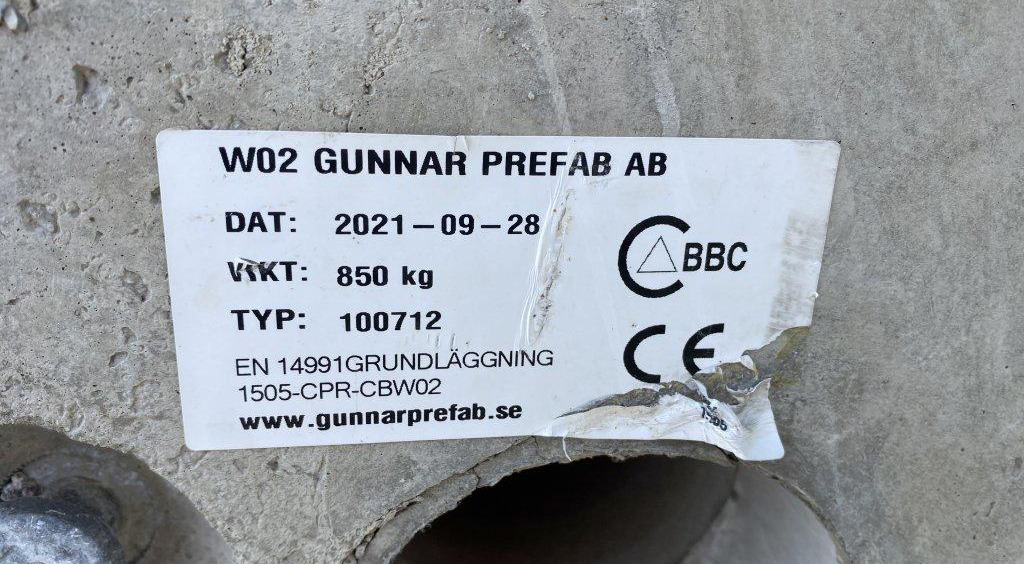 W02 GUNNAR PREFAB AB
DAT: 2021-09-28
VIKT: 850 kg
TYP: 100712
EN 14991GRUNDLÄGGNING
1505-CPR-CBW02
www.gunnarprefab.se
BBC
CE